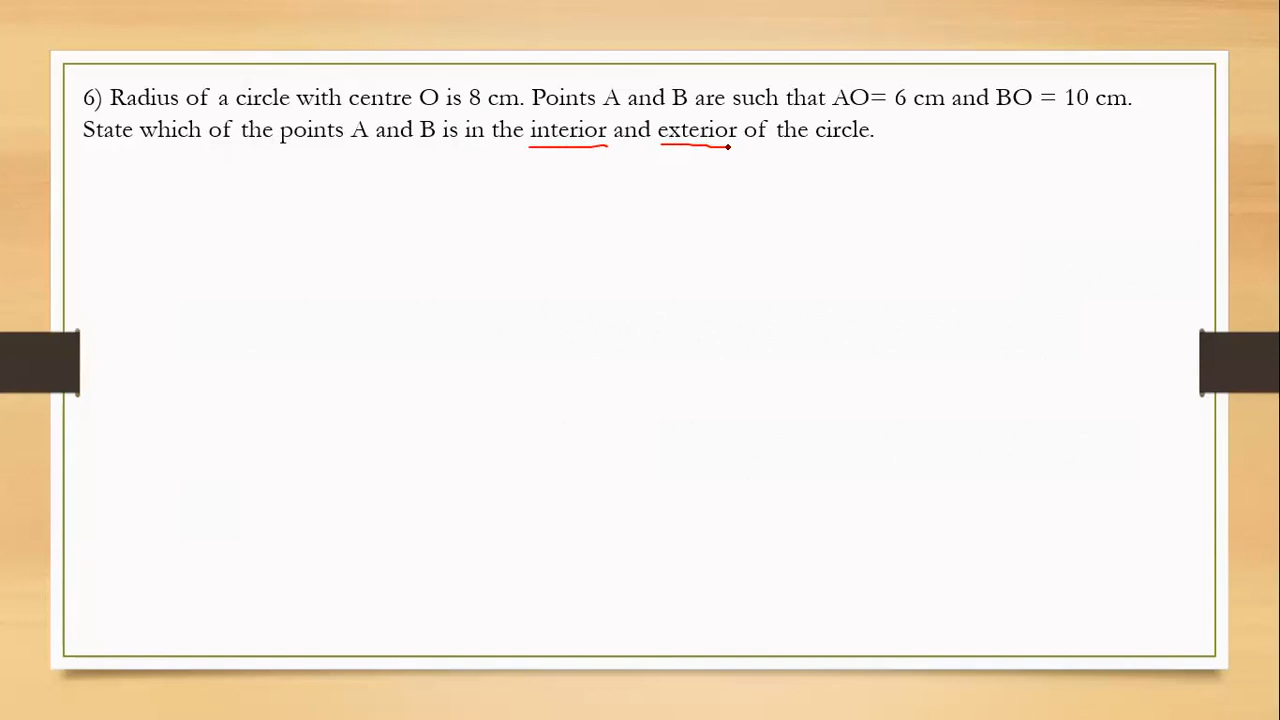 6) Radius of a circle with centre O is 8 cm. Points A and B are such that AO= 6 cm and BO = 10 cm.
State which of the points A and B is in the interior and exterior of the circle.